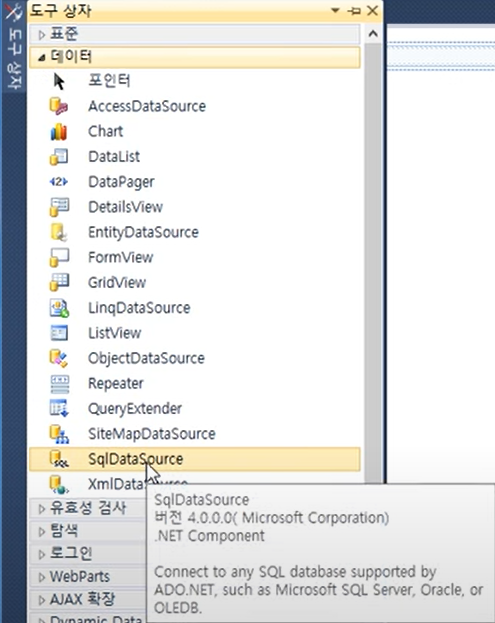 도구 상자
도구 상자
표준
데이터
포인터
AccessDataSource
Chart
DataList
DataPager
DetailsView
EntityDataSource
FormView
GridView
LinqDataSource
ListView
ObjectDataSource
Repeater
QueryExtender
SiteMapDataSource
SqlDataSource
XmlDataSource
유효성 검사
탐색
로그인
WebParts
AJAX 확장
Dynamic Data
SqlDataSource
버전 4.0.0.0( Microsoft Corporation)
.NET Component
Connect to any SQL database supported by
ADO.NET, such as Microsoft SQL Server, Oracle, or
OLEDB.